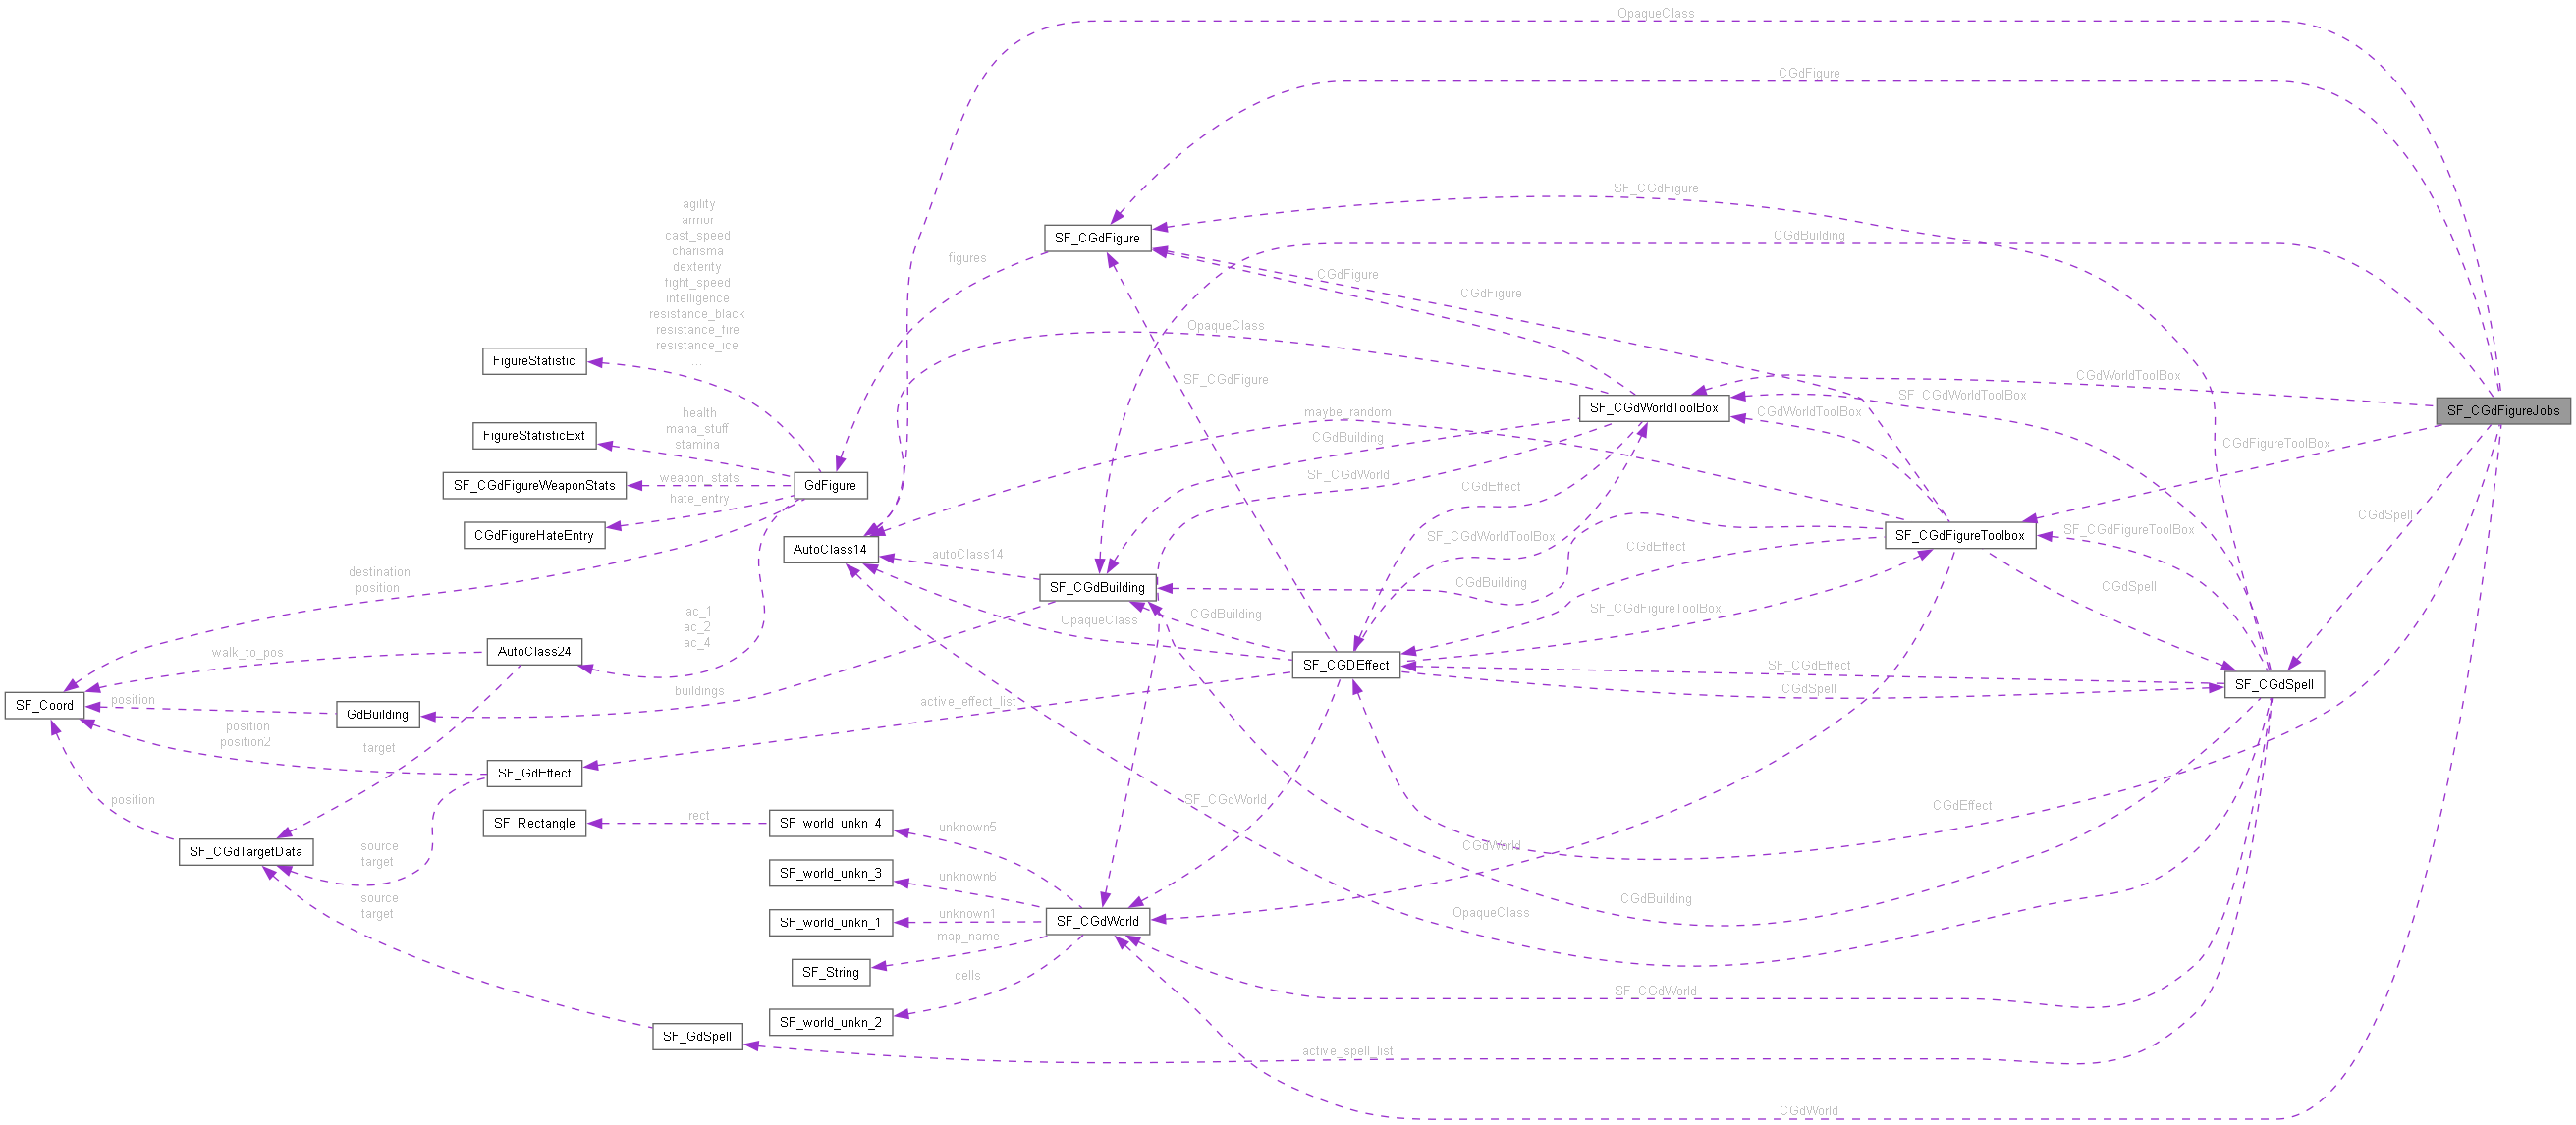 OpaqueClass
CGdFigure
SF_CGdFigure
agility
armor
cast_speed
charisma
dexterity
fight_speed
intelligence
resistance_black
resistance_fire
resistance_ice
...
SF_CGdFigure
CGdBuilding
figures
CGdFigure
CGdFigure
OpaqueClass
FigureStatistic
SF_CGdFigure
CGdWorldToolBox
SF_CGdWorldToolBox
SF_CGdWorldToolBox
CGdWorldToolBox
SF_CGdFigureJobs
health
mana_stuff
stamina
maybe_random
FigureStatisticExt
CGdBuilding
CGdFigureToolBox
SF_CGdFigureWeaponStats
weapon_stats
GdFigure
SF_CGdWorld
CGdEffect
hate_entry
CGdSpell
CGdFigureHateEntry
SF_CGdWorldToolBox
SF_CGdFigureToolbox
SF_CGdFigureToolBox
AutoClass14
autoClass14
CGdEffect
destination
position
SF_CGdBuilding
CGdBuilding
CGdSpell
ac_1
ac_2
ac_4
OpaqueClass
CGdBuilding
SF_CGdFigureToolBox
AutoClass24
walk_to_pos
SF_CGDEffect
SF_CGdEffect
CGdSpell
SF_CGdSpell
SF_Coord
position
GdBuilding
buildings
active_effect_list
position
position2
target
SF_GdEffect
position
SF_CGdWorld
CGdEffect
SF_Rectangle
rect
SF_world_unkn_4
unknown5
SF_CGdTargetData
source
target
CGdWorld
SF_world_unkn_3
unknown6
source
target
CGdBuilding
SF_world_unkn_1
unknown1
SF_CGdWorld
OpaqueClass
map_name
SF_String
cells
SF_CGdWorld
SF_world_unkn_2
SF_GdSpell
active_spell_list
CGdWorld